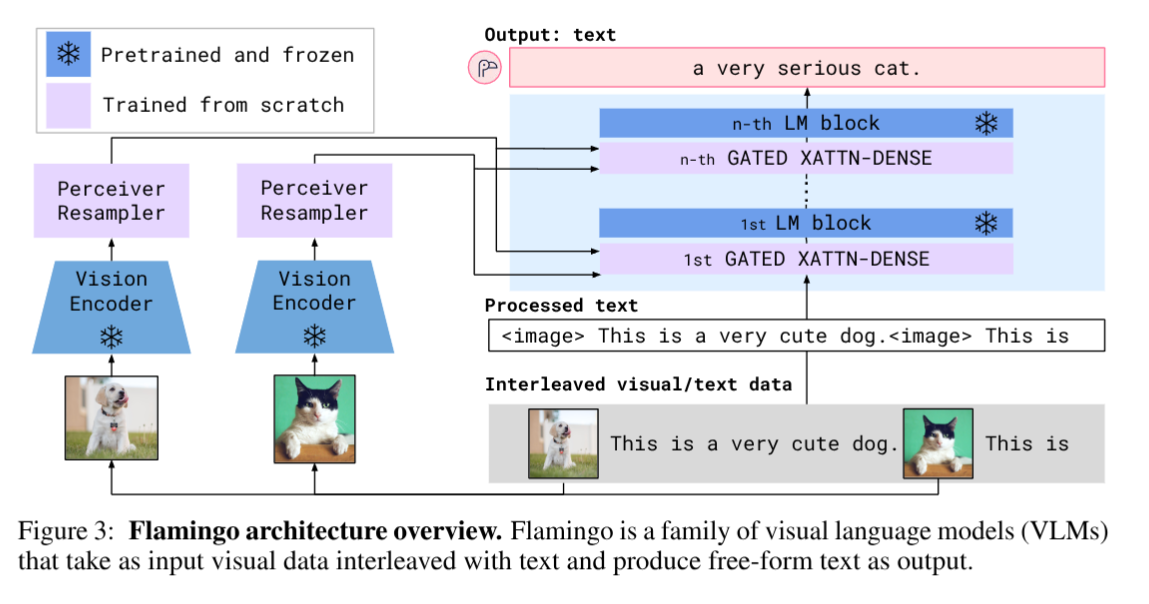 Output: text
Pretrained and frozen
a very serious cat.
Trained from scratch
n-th LM block
n-th GATED XATTN-DENSE
Perceiver
Resampler
Perceiver
Resampler
1st LM block
1st GATED XATTN-DENSE
Vision
Encoder
Vision
Encoder
Processed text
<image> This is a very cute dog.<image> This is
Interleaved visual/text data
This is a very cute dog. This is
Figure 3: Flamingo architecture overview. Flamingo is a family of visual language models (VLMs)
that take as input visual data interleaved with text and produce free-form text as output.